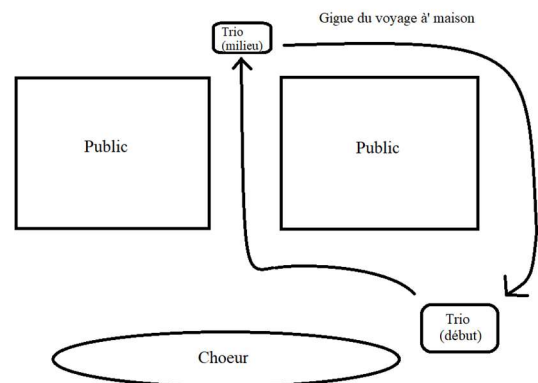 Gigue du voyage à' maison
Trio
(milieu)
Public
Public
Trio
(début)
Choeur